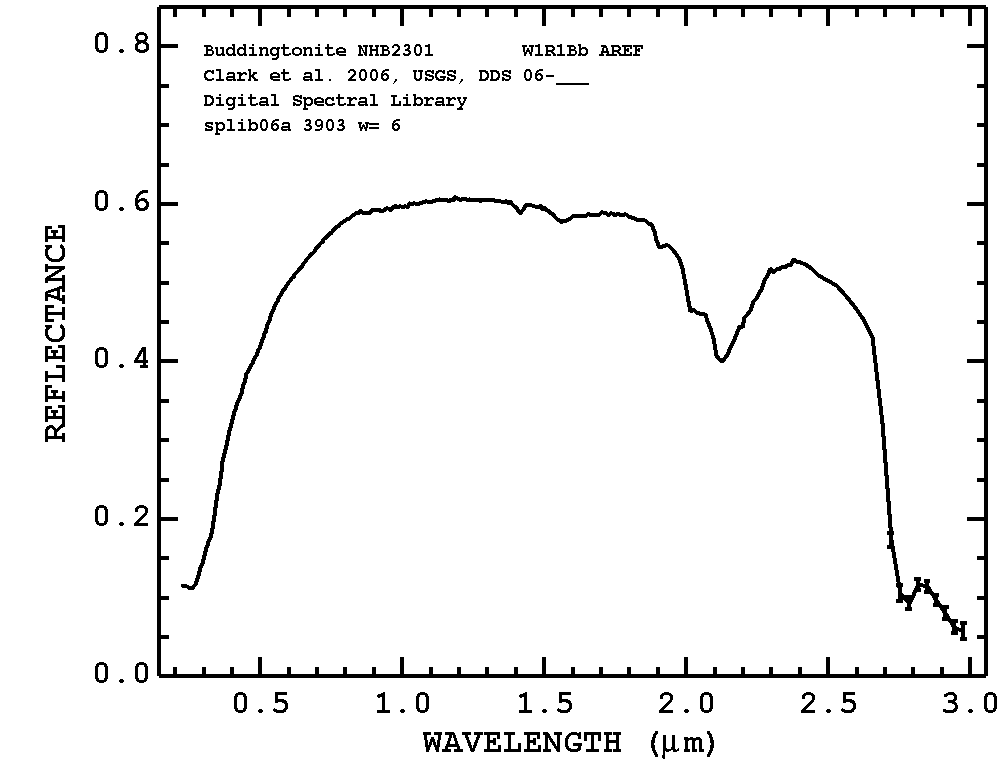 0.8
Buddingtonite NHB2301 W1R1Bb AREF
Clark et al. 2006, USGS, DDS 06-___
Digital Spectral Library
splib06a 3903 w= 6
0.6
0.4
0.2
0.0
REFLECTANCE
0.5 1.0 1.5 2.0 2.5 3.0
WAVELENGTH (μm)